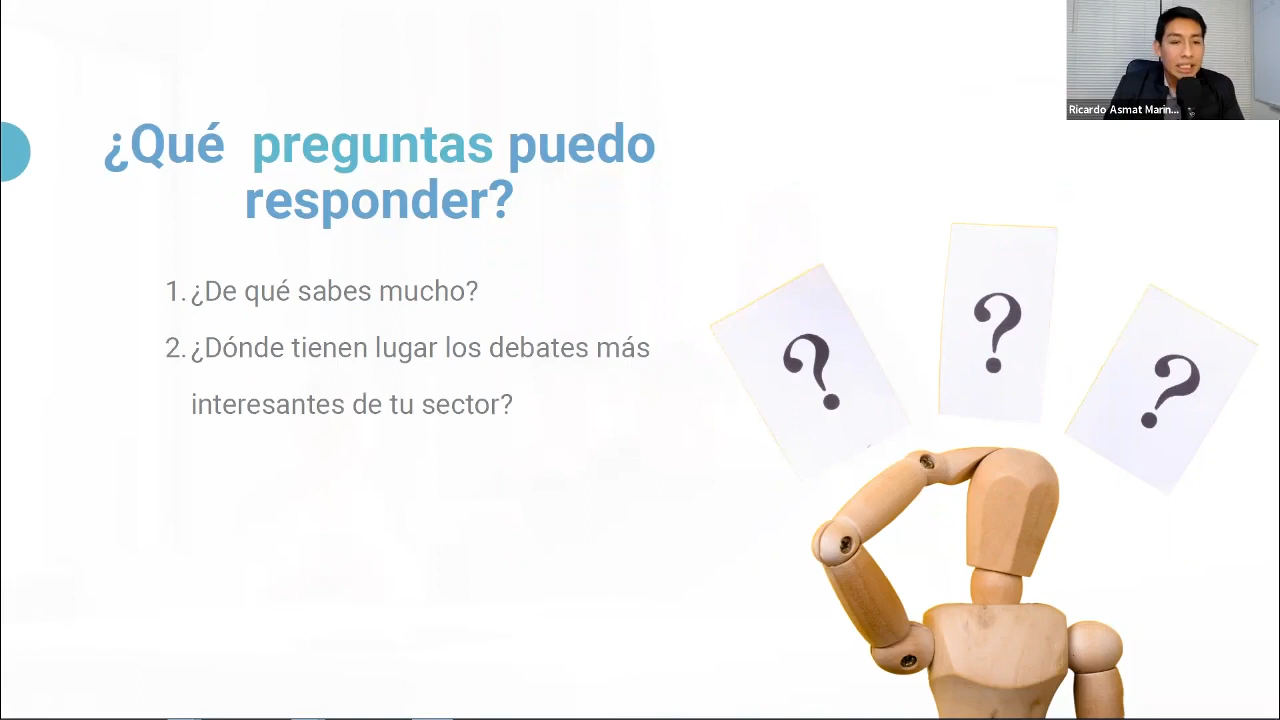 ¿Qué preguntas puedo
responder?
1. ¿De qué sabes mucho?
2. ¿Dónde tienen lugar los debates más
interesantes de tu sector?
?
?
?
Ricardo Asmat Marin...